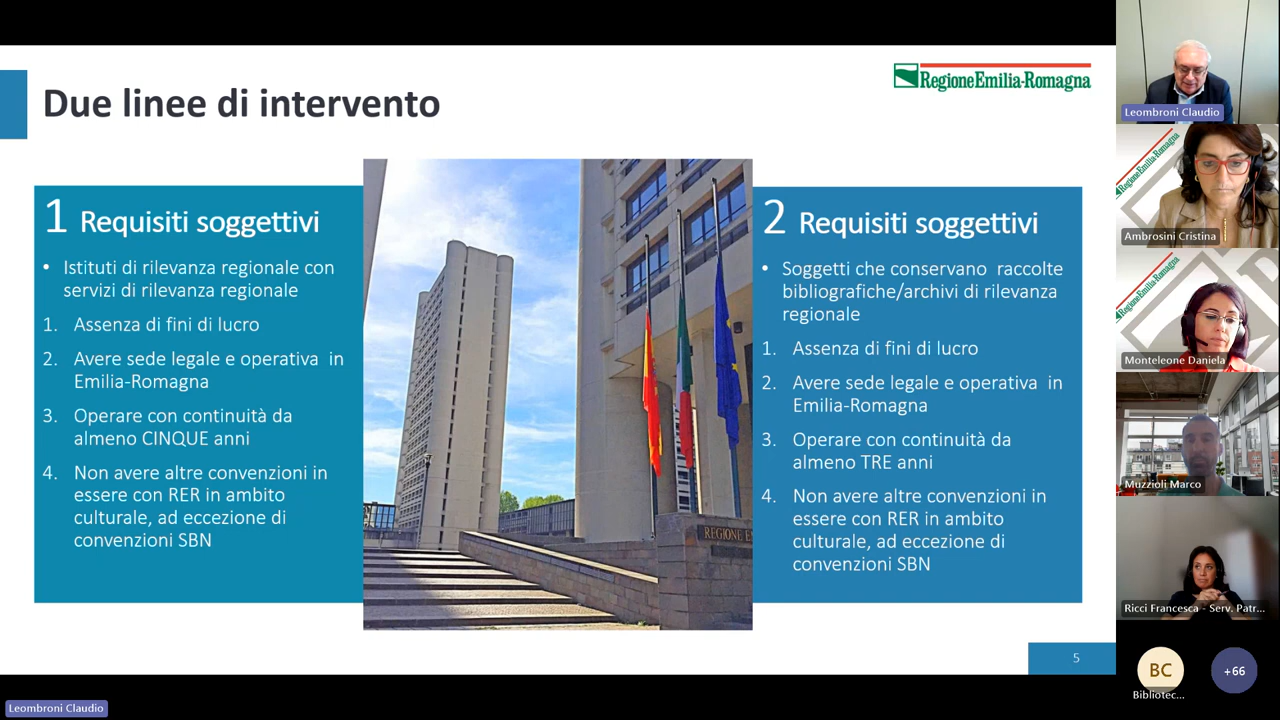 Due linee di intervento
RegioneEmilia-Romagna
1 Requisiti soggettivi
• Istituti di rilevanza regionale con
servizi di rilevanza regionale
1. Assenza di fini di lucro
2. Avere sede legale e operativa in
Emilia-Romagna
3. Operare con continuità da
almeno CINQUE anni
4. Non avere altre convenzioni in
essere con RER in ambito
culturale, ad eccezione di
convenzioni SBN
REGIONE
2 Requisiti soggettivi
• Soggetti che conservano raccolte
bibliografiche/archivi di rilevanza
regionale
1. Assenza di fini di lucro
2. Avere sede legale e operativa in
Emilia-Romagna
3. Operare con continuità da
almeno TRE anni
4. Non avere altre convenzioni in
essere con RER in ambito
culturale, ad eccezione di
convenzioni SBN
5
Leombroni Claudio
Leombroni Claudio
RegioneEmilia-Romagna
Ambrosini Cristina
RegioneEmilia-Romagna
Monteleone Daniela
Muzzioli Marco
Ricci Francesca - Serv. Patr...
BC
Bibliotec...
+66